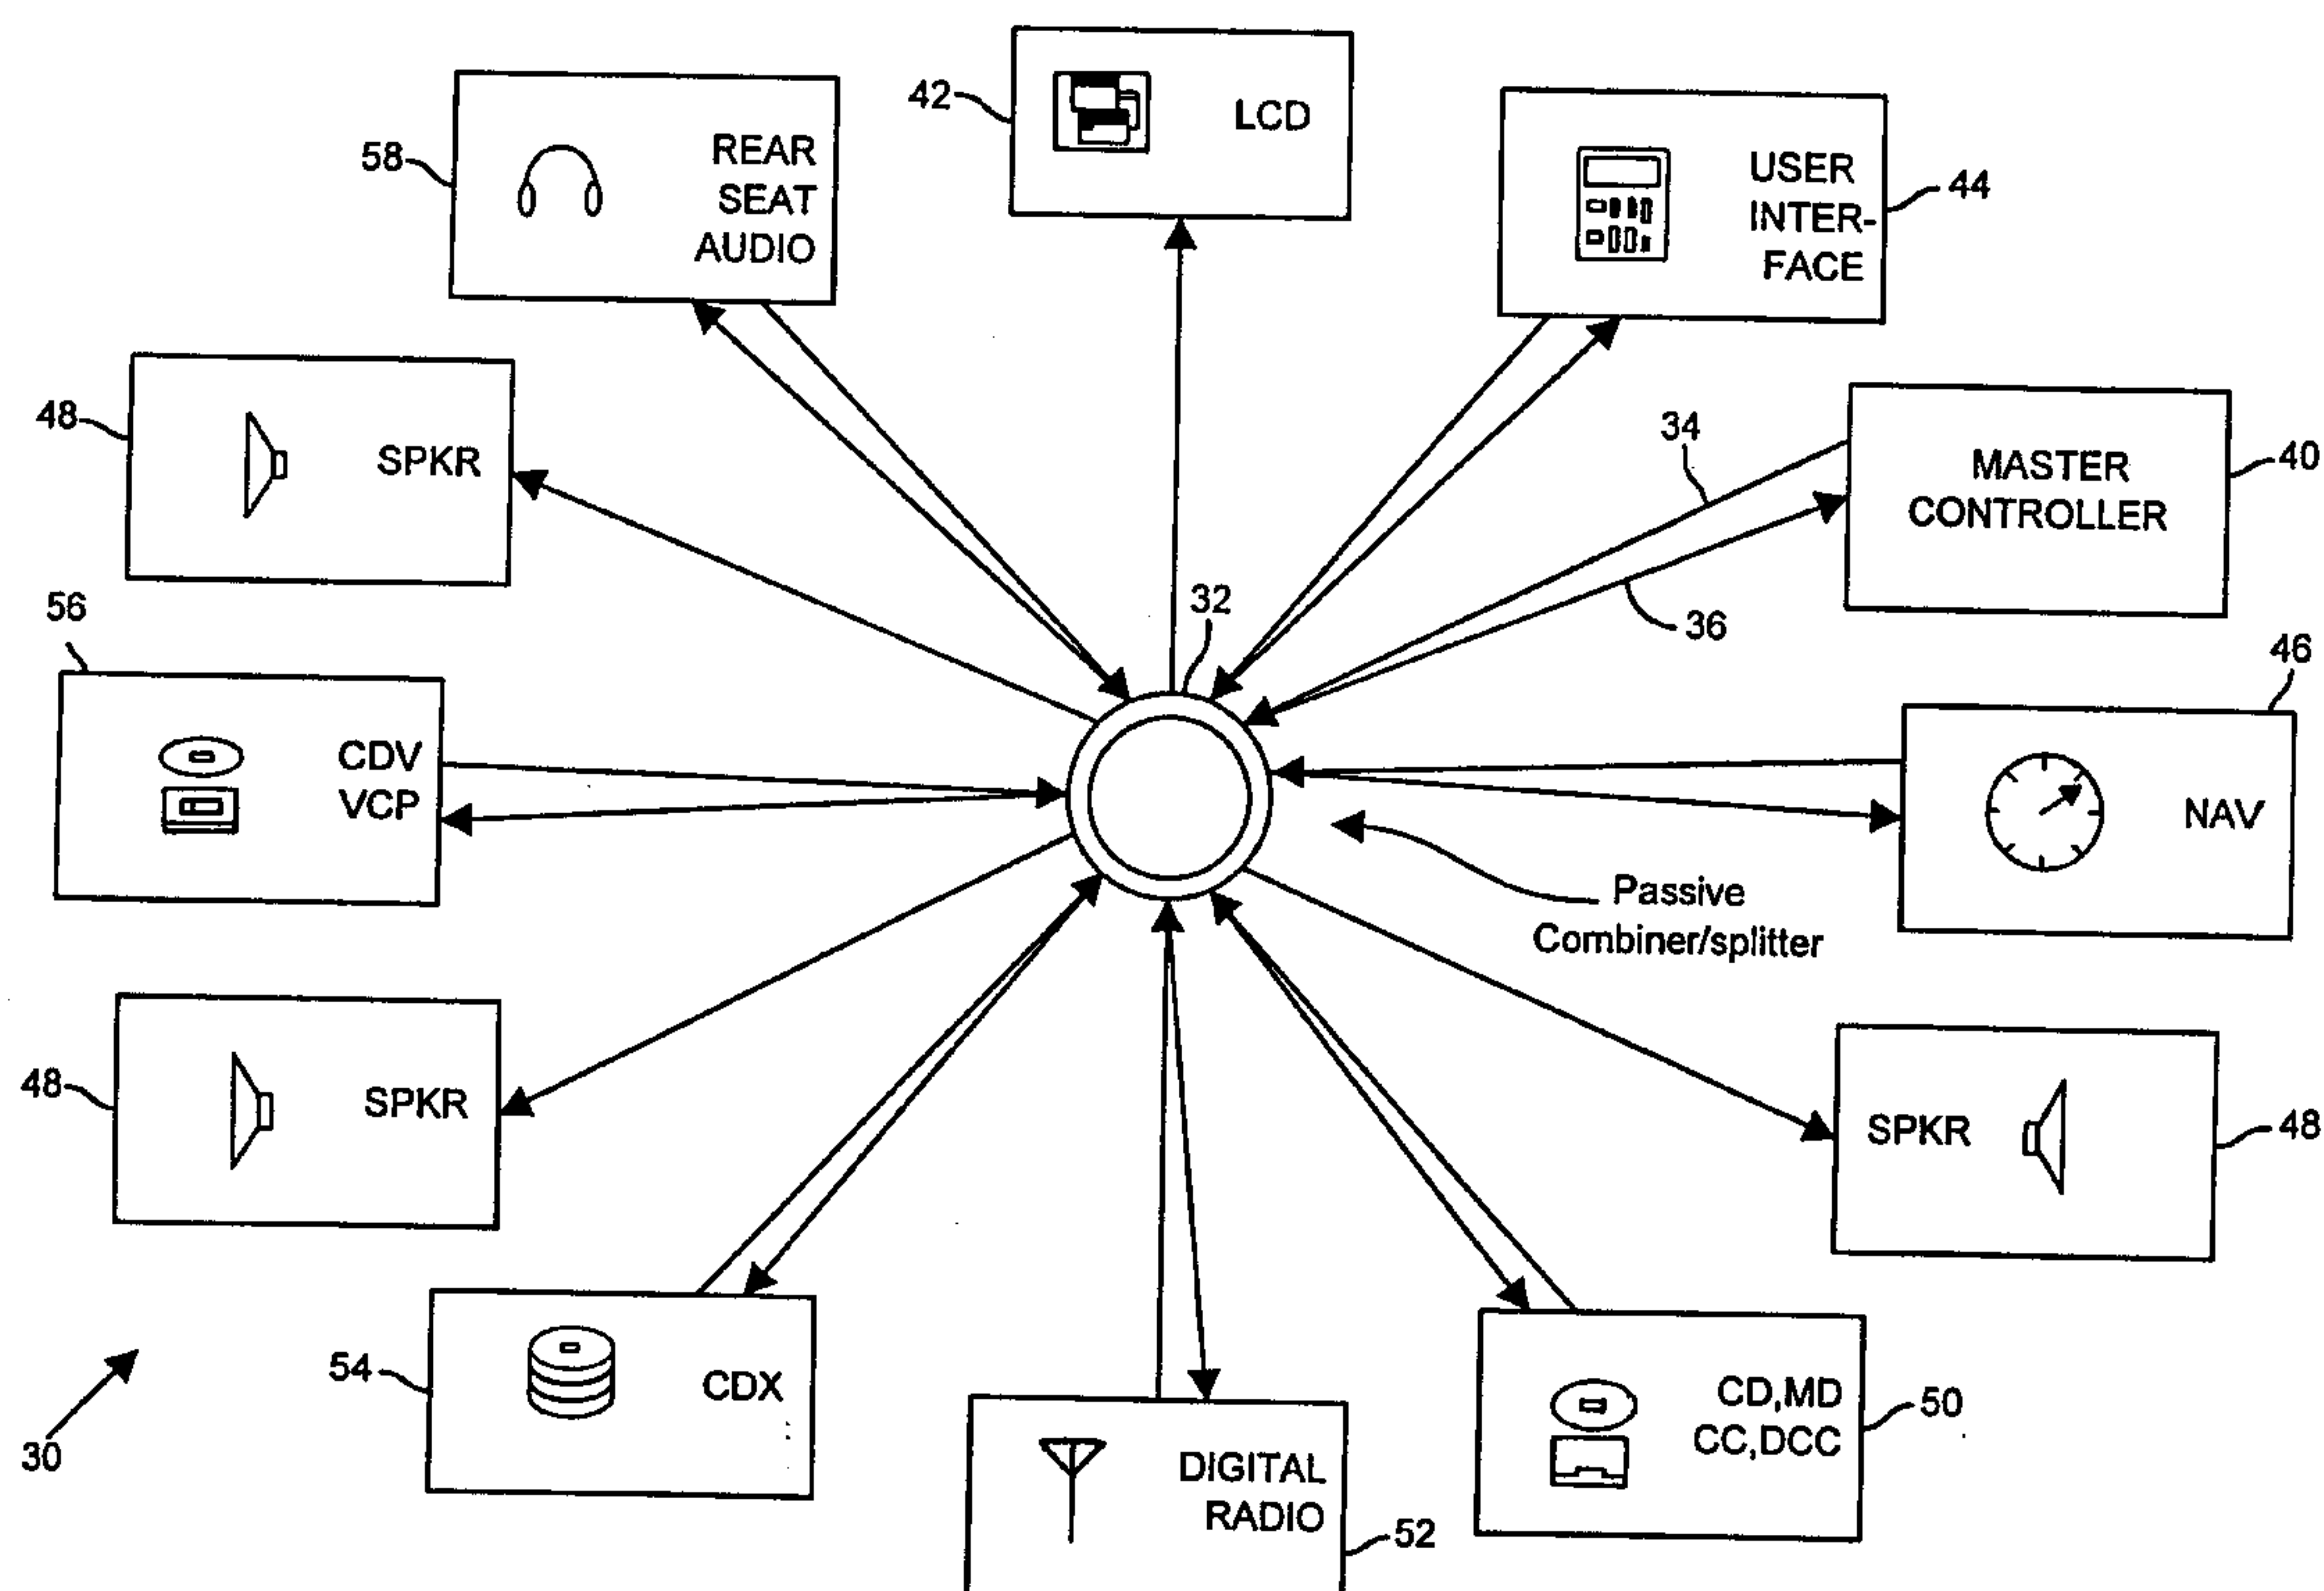 42
LCD
58
REAR
SEAT
AUDIO
USER
INTER-
FACE
44
48
SPKR
34
MASTER
CONTROLLER
40
36
56
CDV
VCP
32
46
NAV
Passive
Combiner/splitter
48
SPKR
SPKR
48
54
CDX
30
DIGITAL
RADIO
52
CD,MD
CC,DCC
50